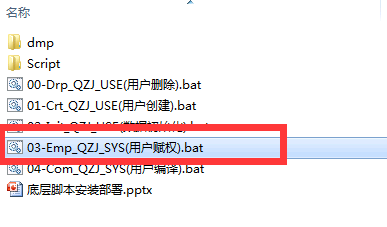 名称
dmp
Script
00-Drp_QZJ_USE(用户删除).bat
01-Crt_QZJ_USE(用户创建).bat
03-Emp_QZJ_SYS(用户赋权).bat
04-Com_QZJ_SYS(用户编译).bat
底层脚本安装部署.pptx